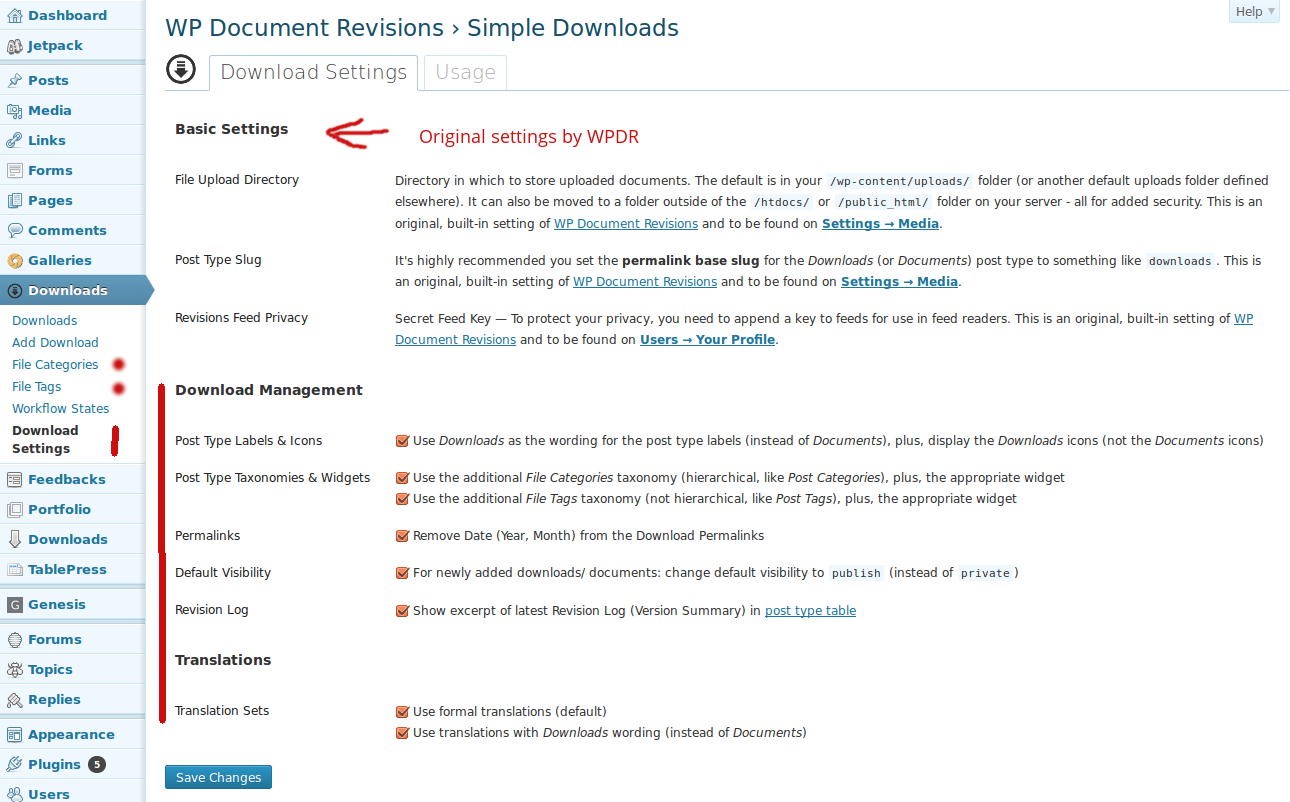 Dashboard
Jetpack
Posts
Media
Links
Forms
Pages
Comments
Galleries
Downloads
Downloads
Add Download
File Categories
File Tags
Workflow States
Download
Settings
Feedbacks
Portfolio
Downloads
TablePress
G Genesis
Forums
Topics
Replies
Appearance
Plugins 5
Users
Help
WP Document Revisions › Simple Downloads
Download Settings Usage
Basic Settings
Original settings by WPDR
File Upload Directory
Directory in which to store uploaded documents. The default is in your /wp-content/uploads/ folder (or another default uploads folder defined
elsewhere). It can also be moved to a folder outside of the /htdocs/ or /public_html/ folder on your server - all for added security. This is an
original, built-in setting of WP Document Revisions and to be found on Settings → Media.
Post Type Slug
It's highly recommended you set the permalink base slug for the Downloads (or Documents) post type to something like downloads. This is
an original, built-in setting of WP Document Revisions and to be found on Settings → Media.
Revisions Feed Privacy
Secret Feed Key — To protect your privacy, you need to append a key to feeds for use in feed readers. This is an original, built-in setting of WP
Document Revisions and to be found on Users → Your Profile.
Download Management
Post Type Labels & Icons
Use Downloads as the wording for the post type labels (instead of Documents), plus, display the Downloads icons (not the Documents icons)
Post Type Taxonomies & Widgets
Use the additional File Categories taxonomy (hierarchical, like Post Categories), plus, the appropriate widget
Use the additional File Tags taxonomy (not hierarchical, like Post Tags), plus, the appropriate widget
Permalinks
Remove Date (Year, Month) from the Download Permalinks
Default Visibility
For newly added downloads/ documents: change default visibility to publish (instead of private)
Revision Log
Show excerpt of latest Revision Log (Version Summary) in post type table
Translations
Translation Sets
Use formal translations (default)
Use translations with Downloads wording (instead of Documents)
Save Changes